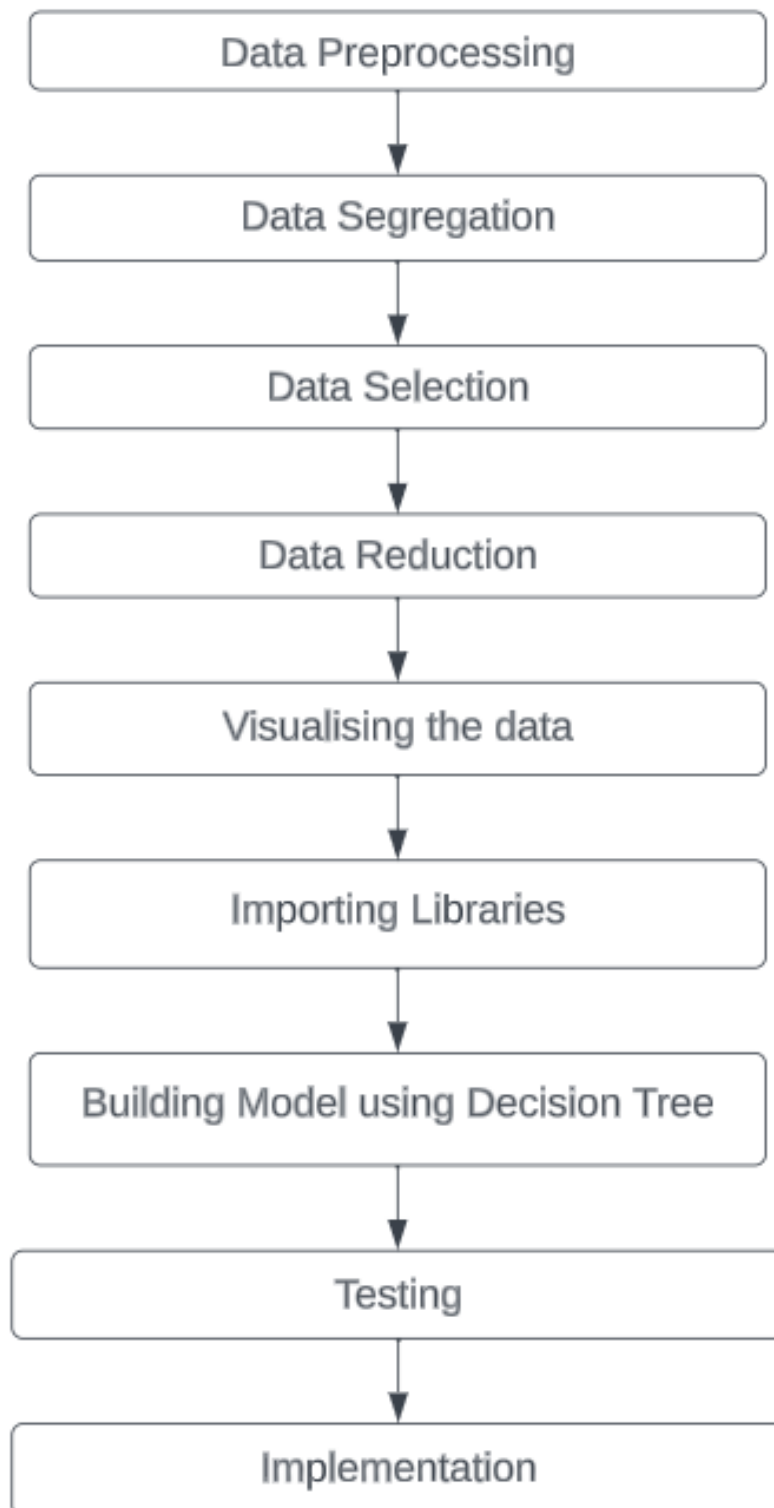 Data Preprocessing
Data Segregation
Data Selection
Data Reduction
Visualising the data
Importing Libraries
Building Model using Decision Tree
Testing
Implementation